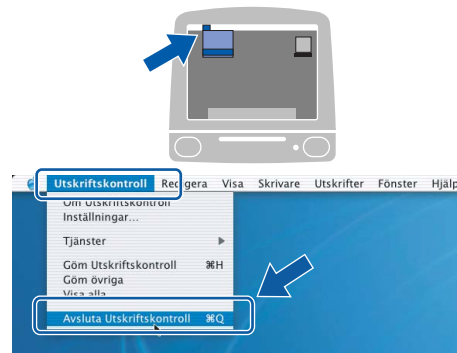 Utskriftskontroll Redigera Visa Skrivare Utskrifter Fönster Hjälp
Om Utskriftskontroll
Inställningar...
Tjänster ▶
Göm Utskriftskontroll ⌘H
Göm övriga
Visa alla
Avsluta Utskriftskontroll ⌘Q